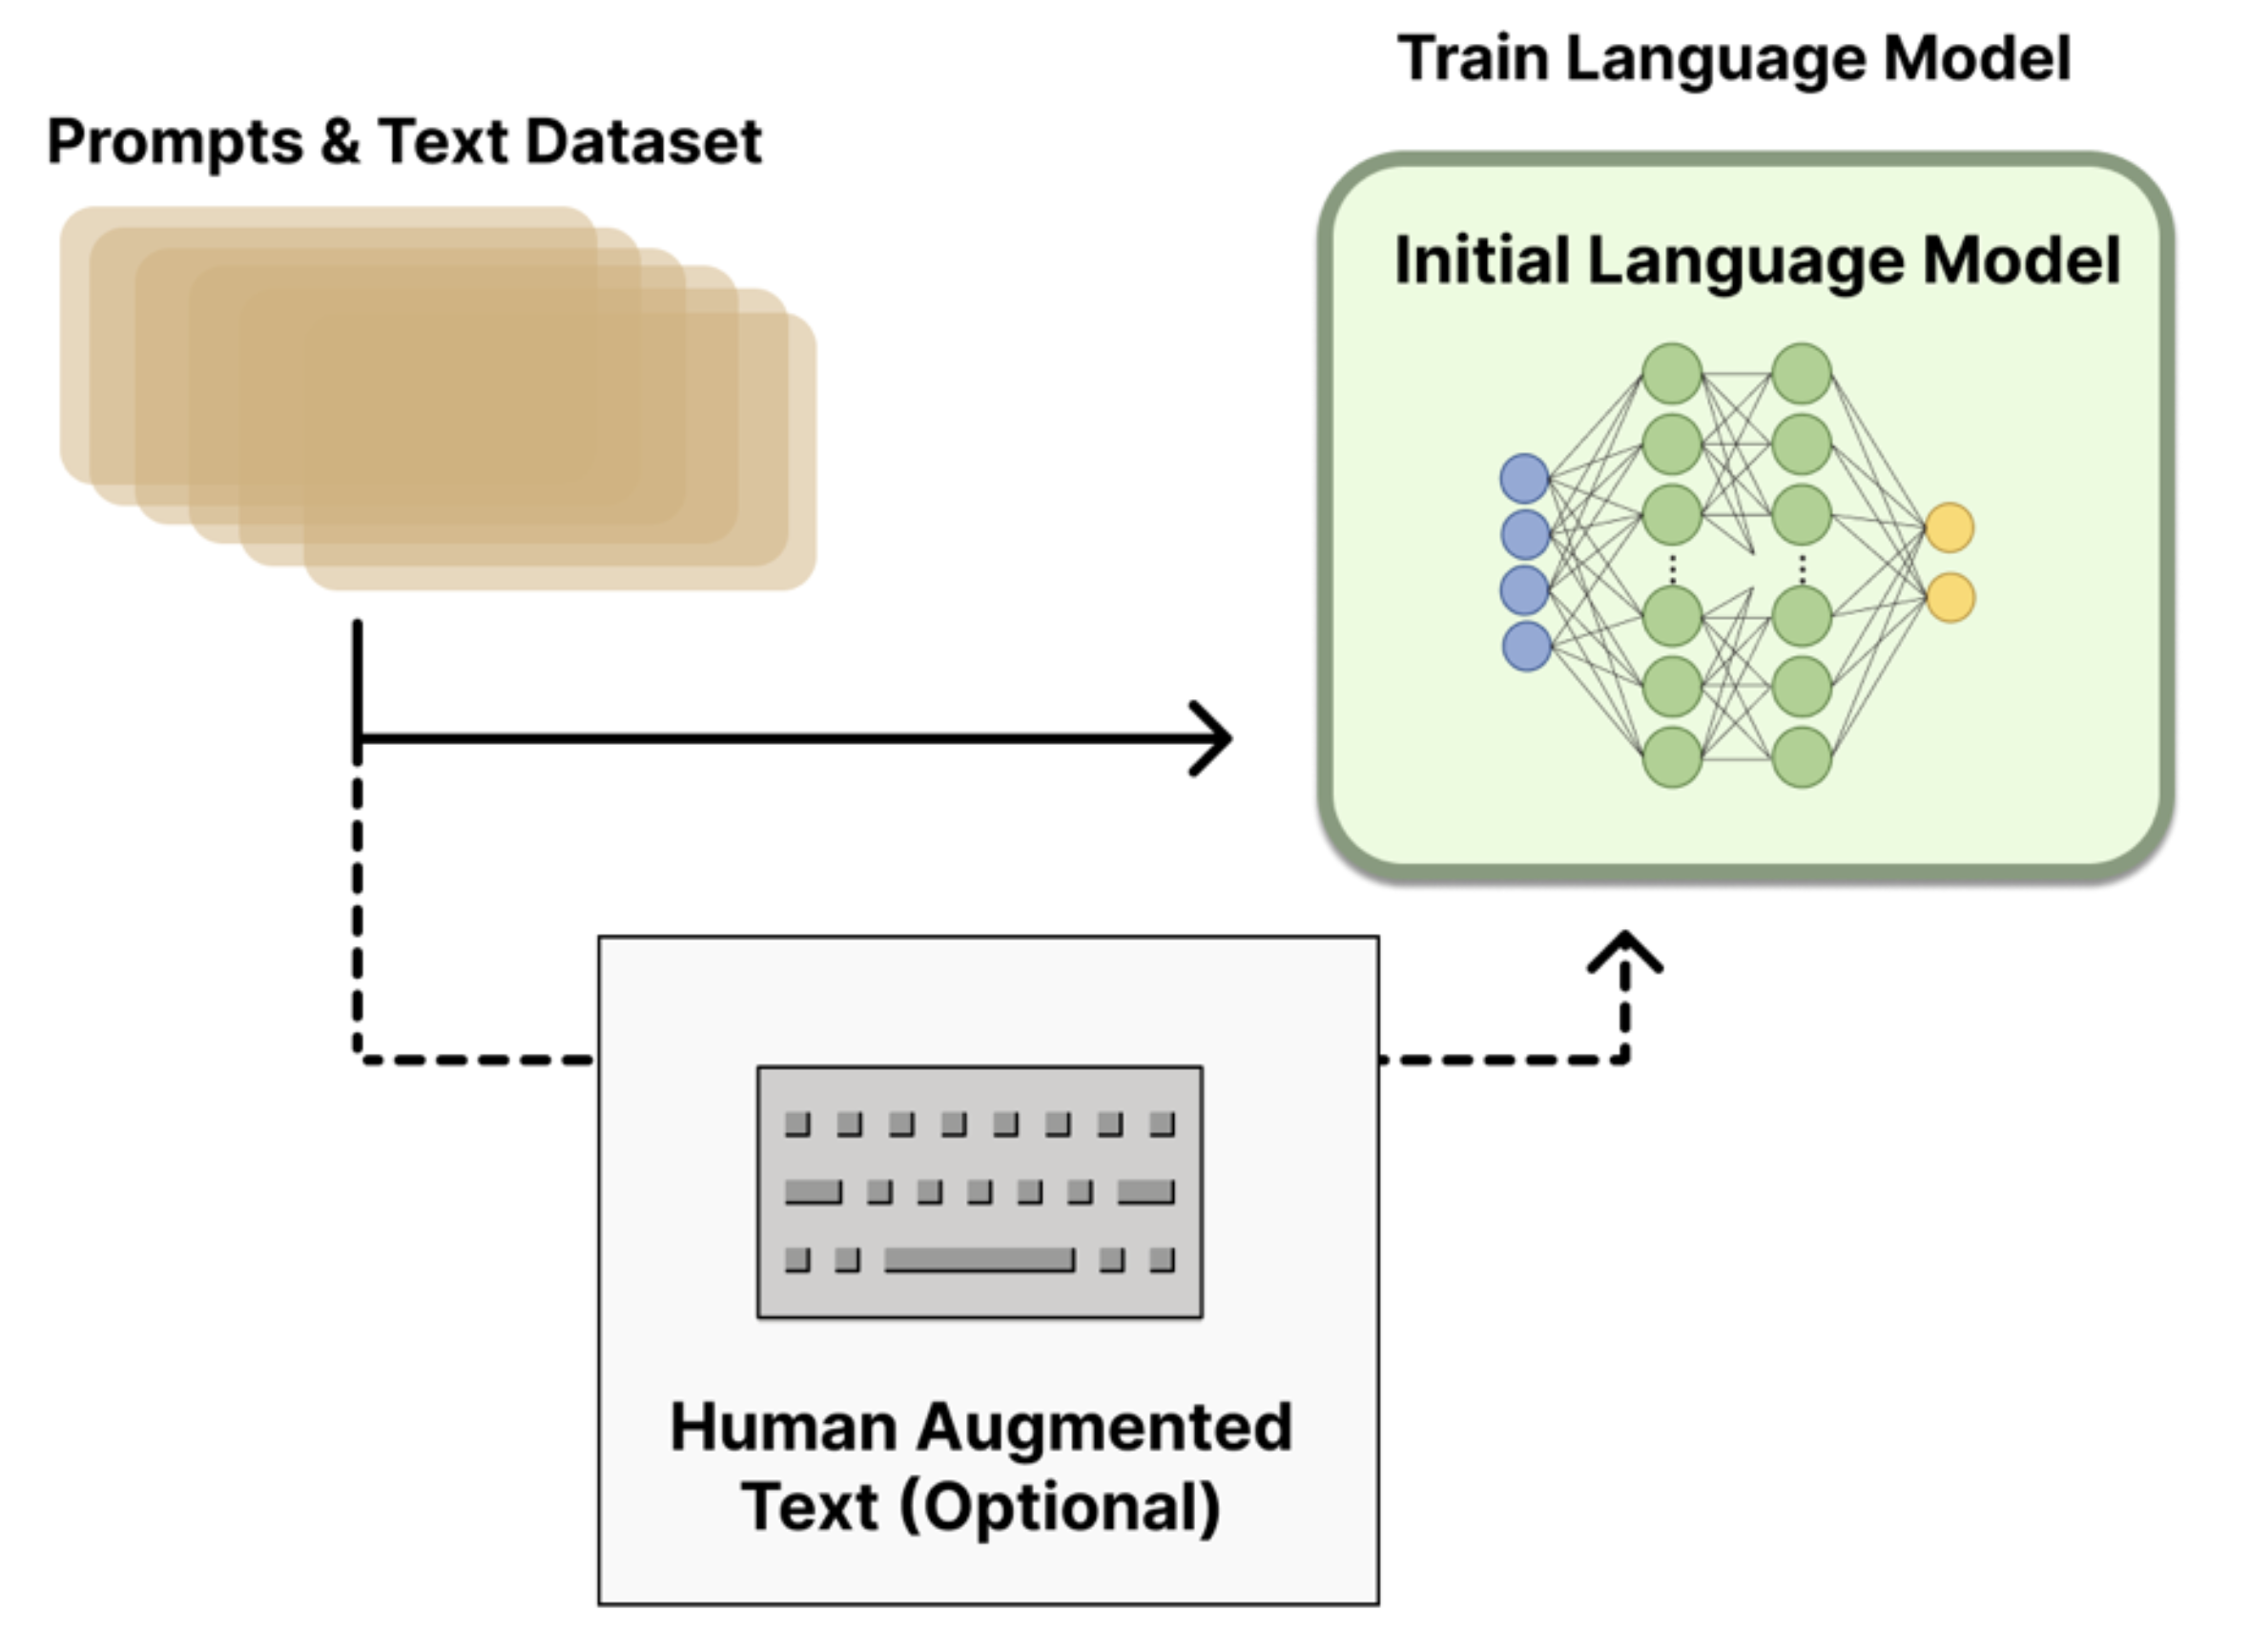 Train Language Model
Prompts & Text Dataset
Initial Language Model
Human Augmented
Text (Optional)